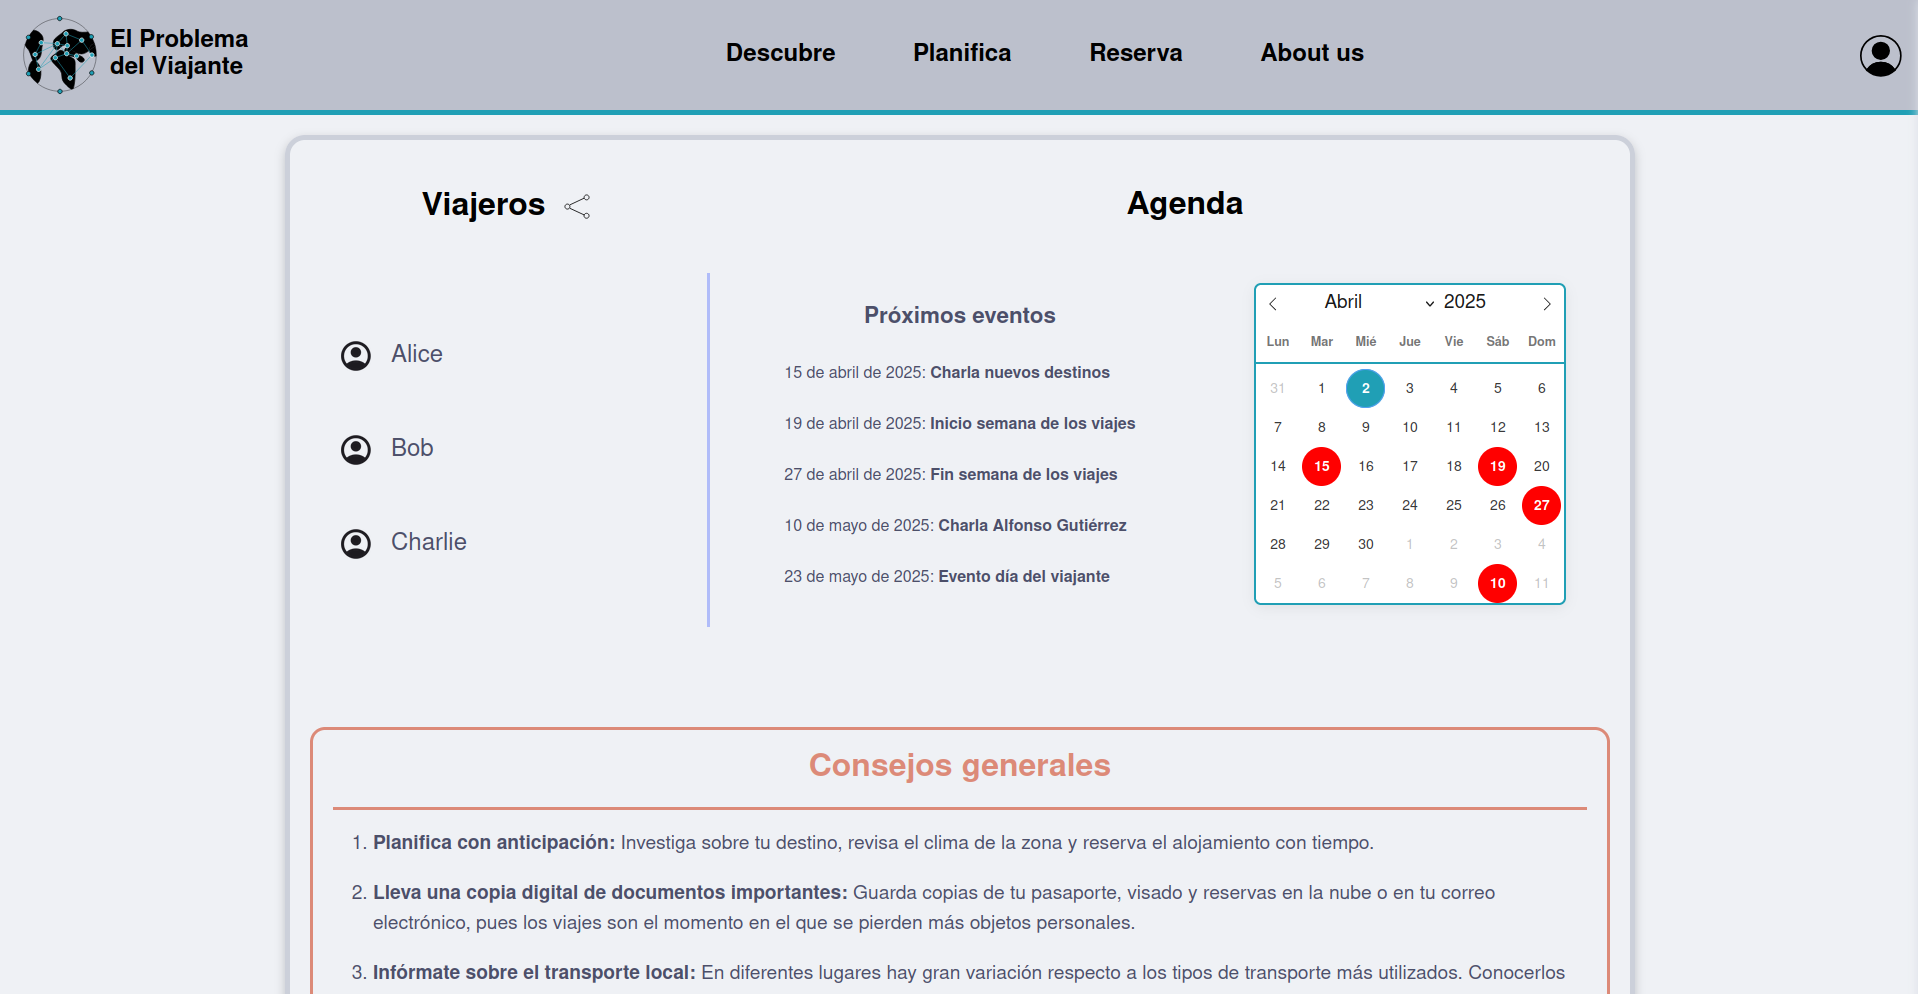 El Problema
del Viajante
Descubre Planifica Reserva About us
Viajeros
Agenda
Alice
Bob
Charlie
Próximos eventos
15 de abril de 2025: Charla nuevos destinos
19 de abril de 2025: Inicio semana de los viajes
27 de abril de 2025: Fin semana de los viajes
10 de mayo de 2025: Charla Alfonso Gutiérrez
23 de mayo de 2025: Evento día del viajante
Abril 2025
Lun Mar Mié Jue Vie Sáb Dom
31 1 2 3 4 5 6
7 8 9 10 11 12 13
14 15 16 17 18 19 20
21 22 23 24 25 26 27
28 29 30 1 2 3 4
5 6 7 8 9 10 11
Consejos generales
1. Planifica con anticipación: Investiga sobre tu destino, revisa el clima de la zona y reserva el alojamiento con tiempo.
2. Lleva una copia digital de documentos importantes: Guarda copias de tu pasaporte, visado y reservas en la nube o en tu correo
electrónico, pues los viajes son el momento en el que se pierden más objetos personales.
3. Infórmate sobre el transporte local: En diferentes lugares hay gran variación respecto a los tipos de transporte más utilizados. Conocerlos